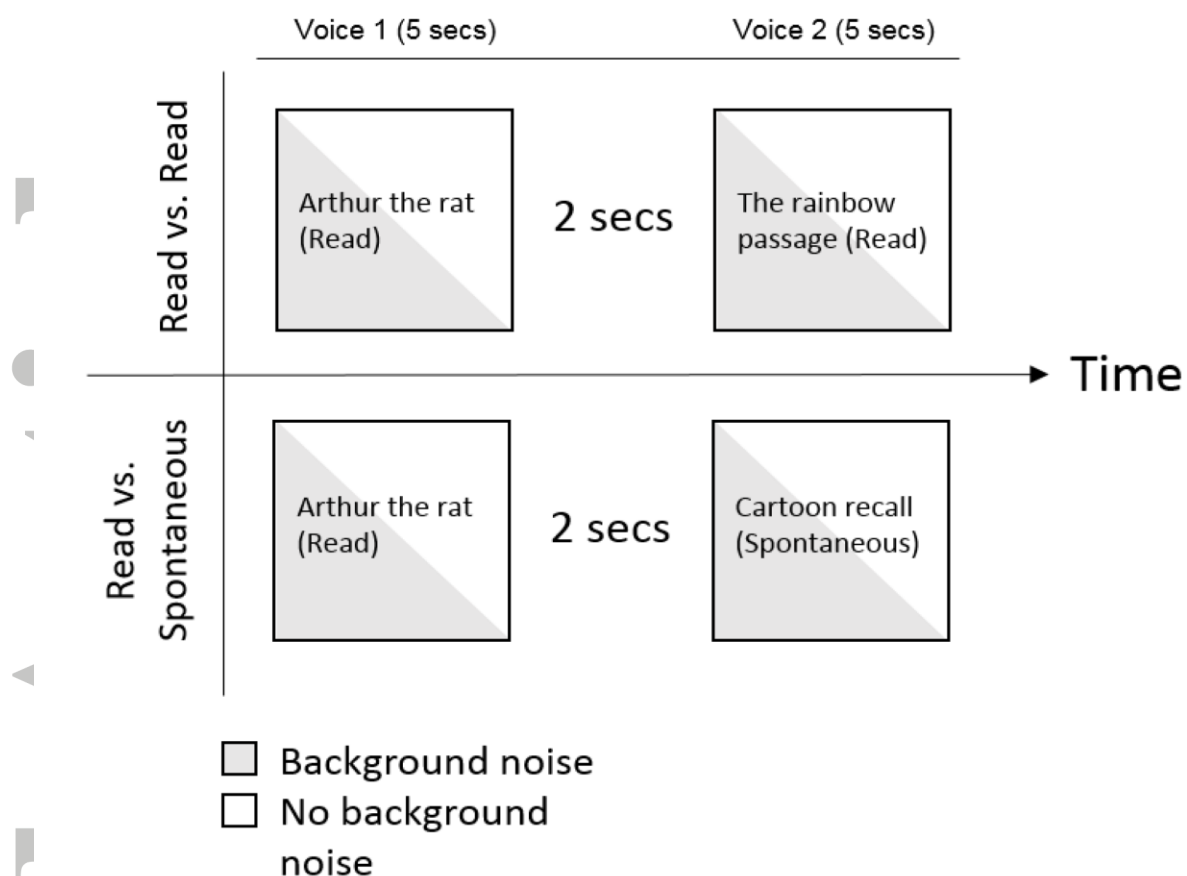 Voice 1 (5 secs)
Voice 2 (5 secs)
Read vs. Read
Arthur the rat
(Read)
2 secs
The rainbow
passage (Read)
Time
Read vs.
Spontaneous
Arthur the rat
(Read)
2 secs
Cartoon recall
(Spontaneous)
Background noise
No background
noise